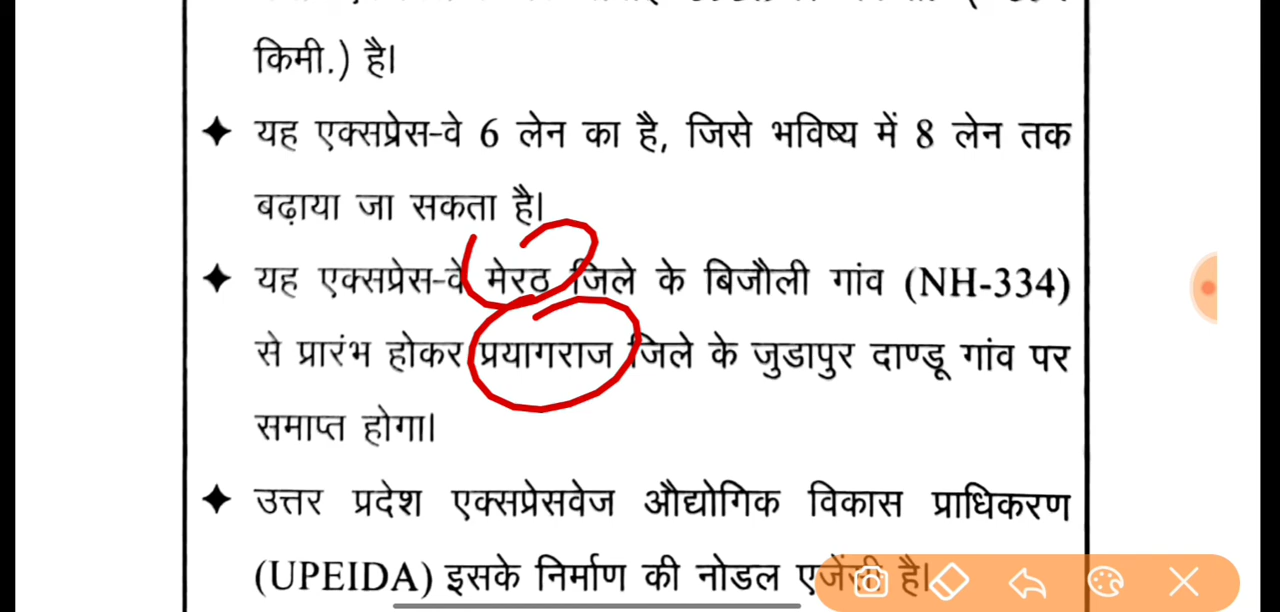 किमी.) है।
✦ यह एक्सप्रेस-वे 6 लेन का है, जिसे भविष्य में 8 लेन तक
बढ़ाया जा सकता है।
✦ यह एक्सप्रेस-वे मेरठ जिले के बिजौली गांव (NH-334)
से प्रारंभ होकर प्रयागराज जिले के जुडापुर दाण्डू गांव पर
समाप्त होगा।
✦ उत्तर प्रदेश एक्सप्रेसवेज औद्योगिक विकास प्राधिकरण
(UPEIDA) इसके निर्माण की नोडल एजेंसी है।